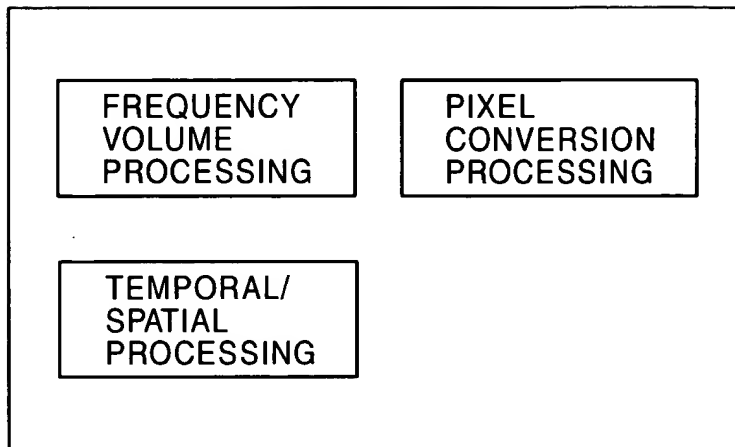 FREQUENCY
VOLUME
PROCESSING
PIXEL
CONVERSION
PROCESSING
TEMPORAL/
SPATIAL
PROCESSING